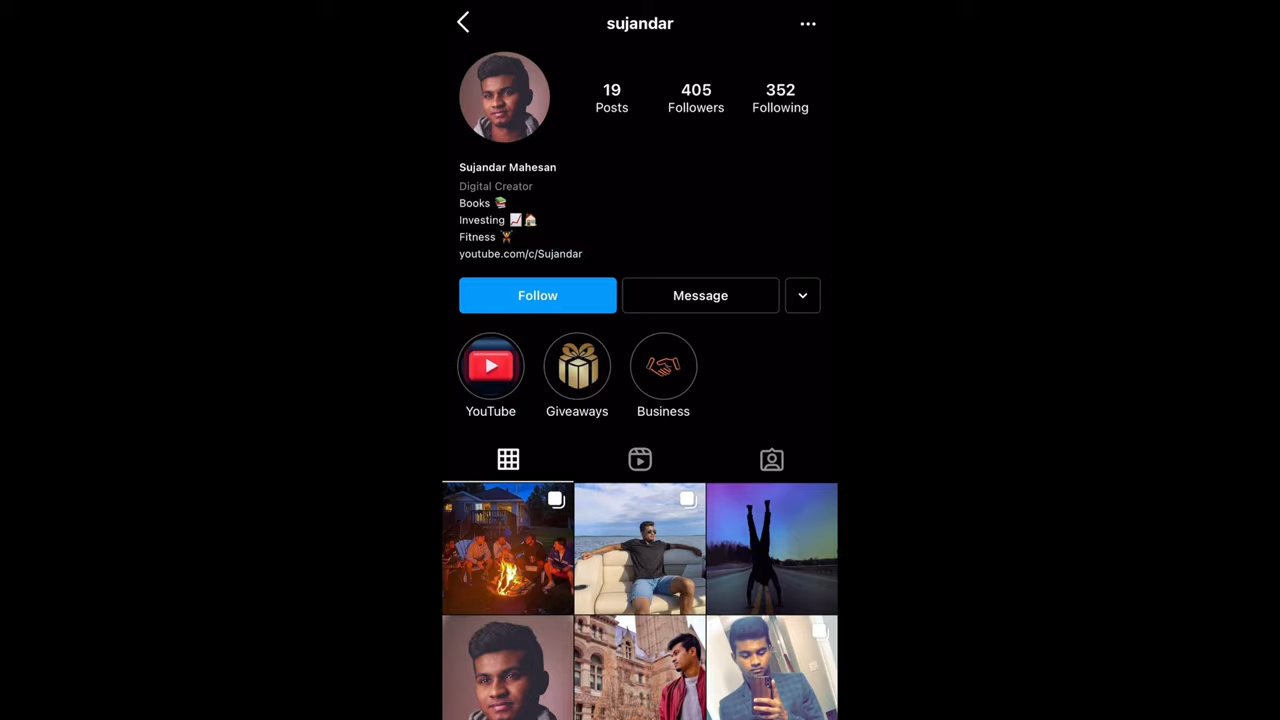 sujandar
19 405 352
Posts Followers Following
Sujandar Mahesan
Digital Creator
Books 📚
Investing 📈🏠
Fitness 🏋
youtube.com/c/Sujandar
Follow Message
YouTube Giveaways Business